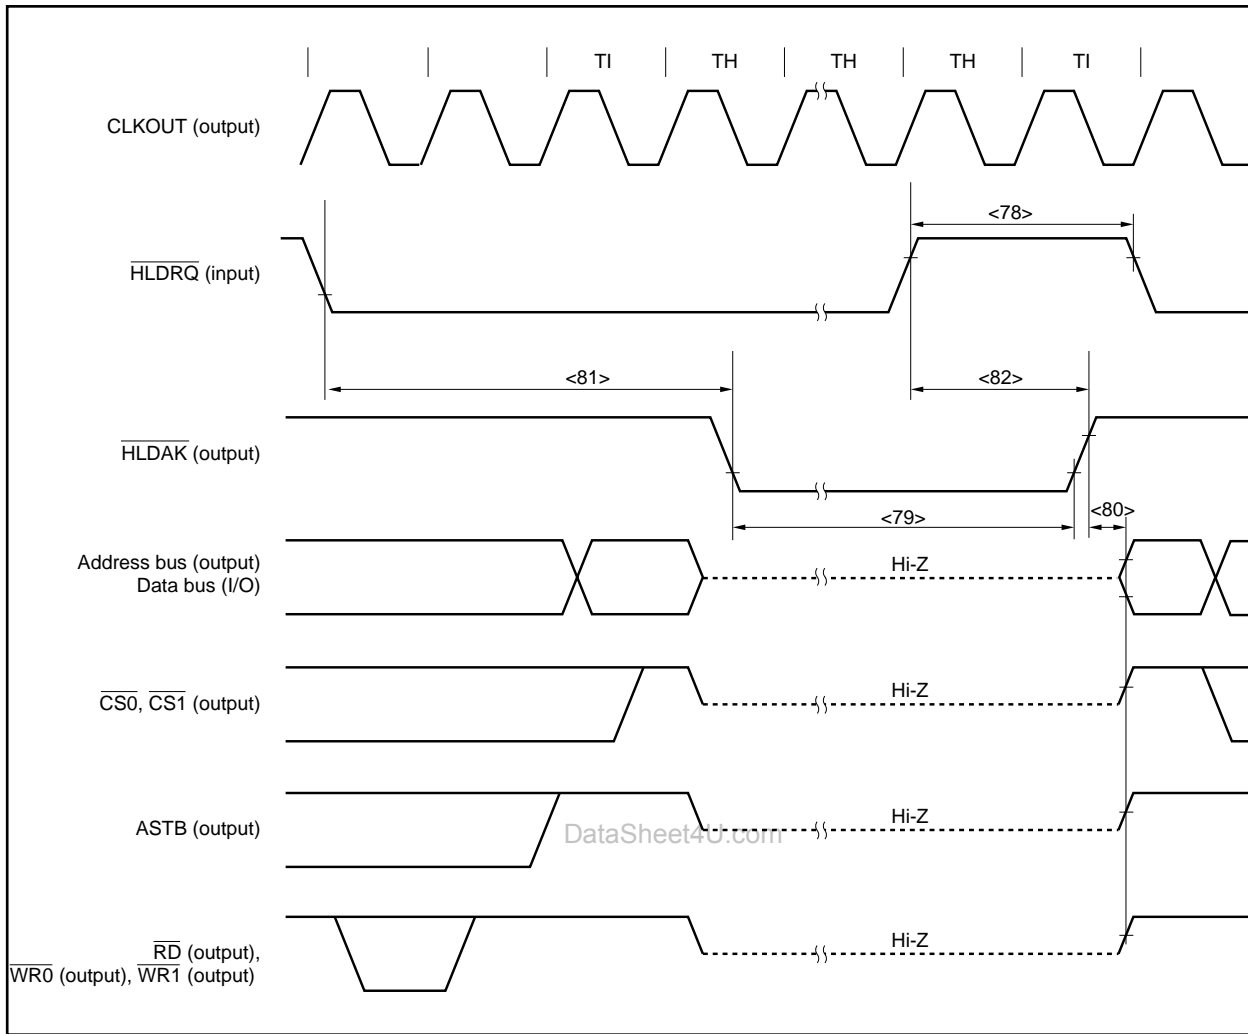 TI TH TH TH TI
CLKOUT (output)
<78>
HLDRQ (input)
<81> <82>
HLDAK (output)
<79> <80>
Address bus (output)
Data bus (I/O)
Hi-Z
CS0, CS1 (output)
Hi-Z
ASTB (output)
Hi-Z
DataSheet4U.com
RD (output),
WR0 (output), WR1 (output)
Hi-Z